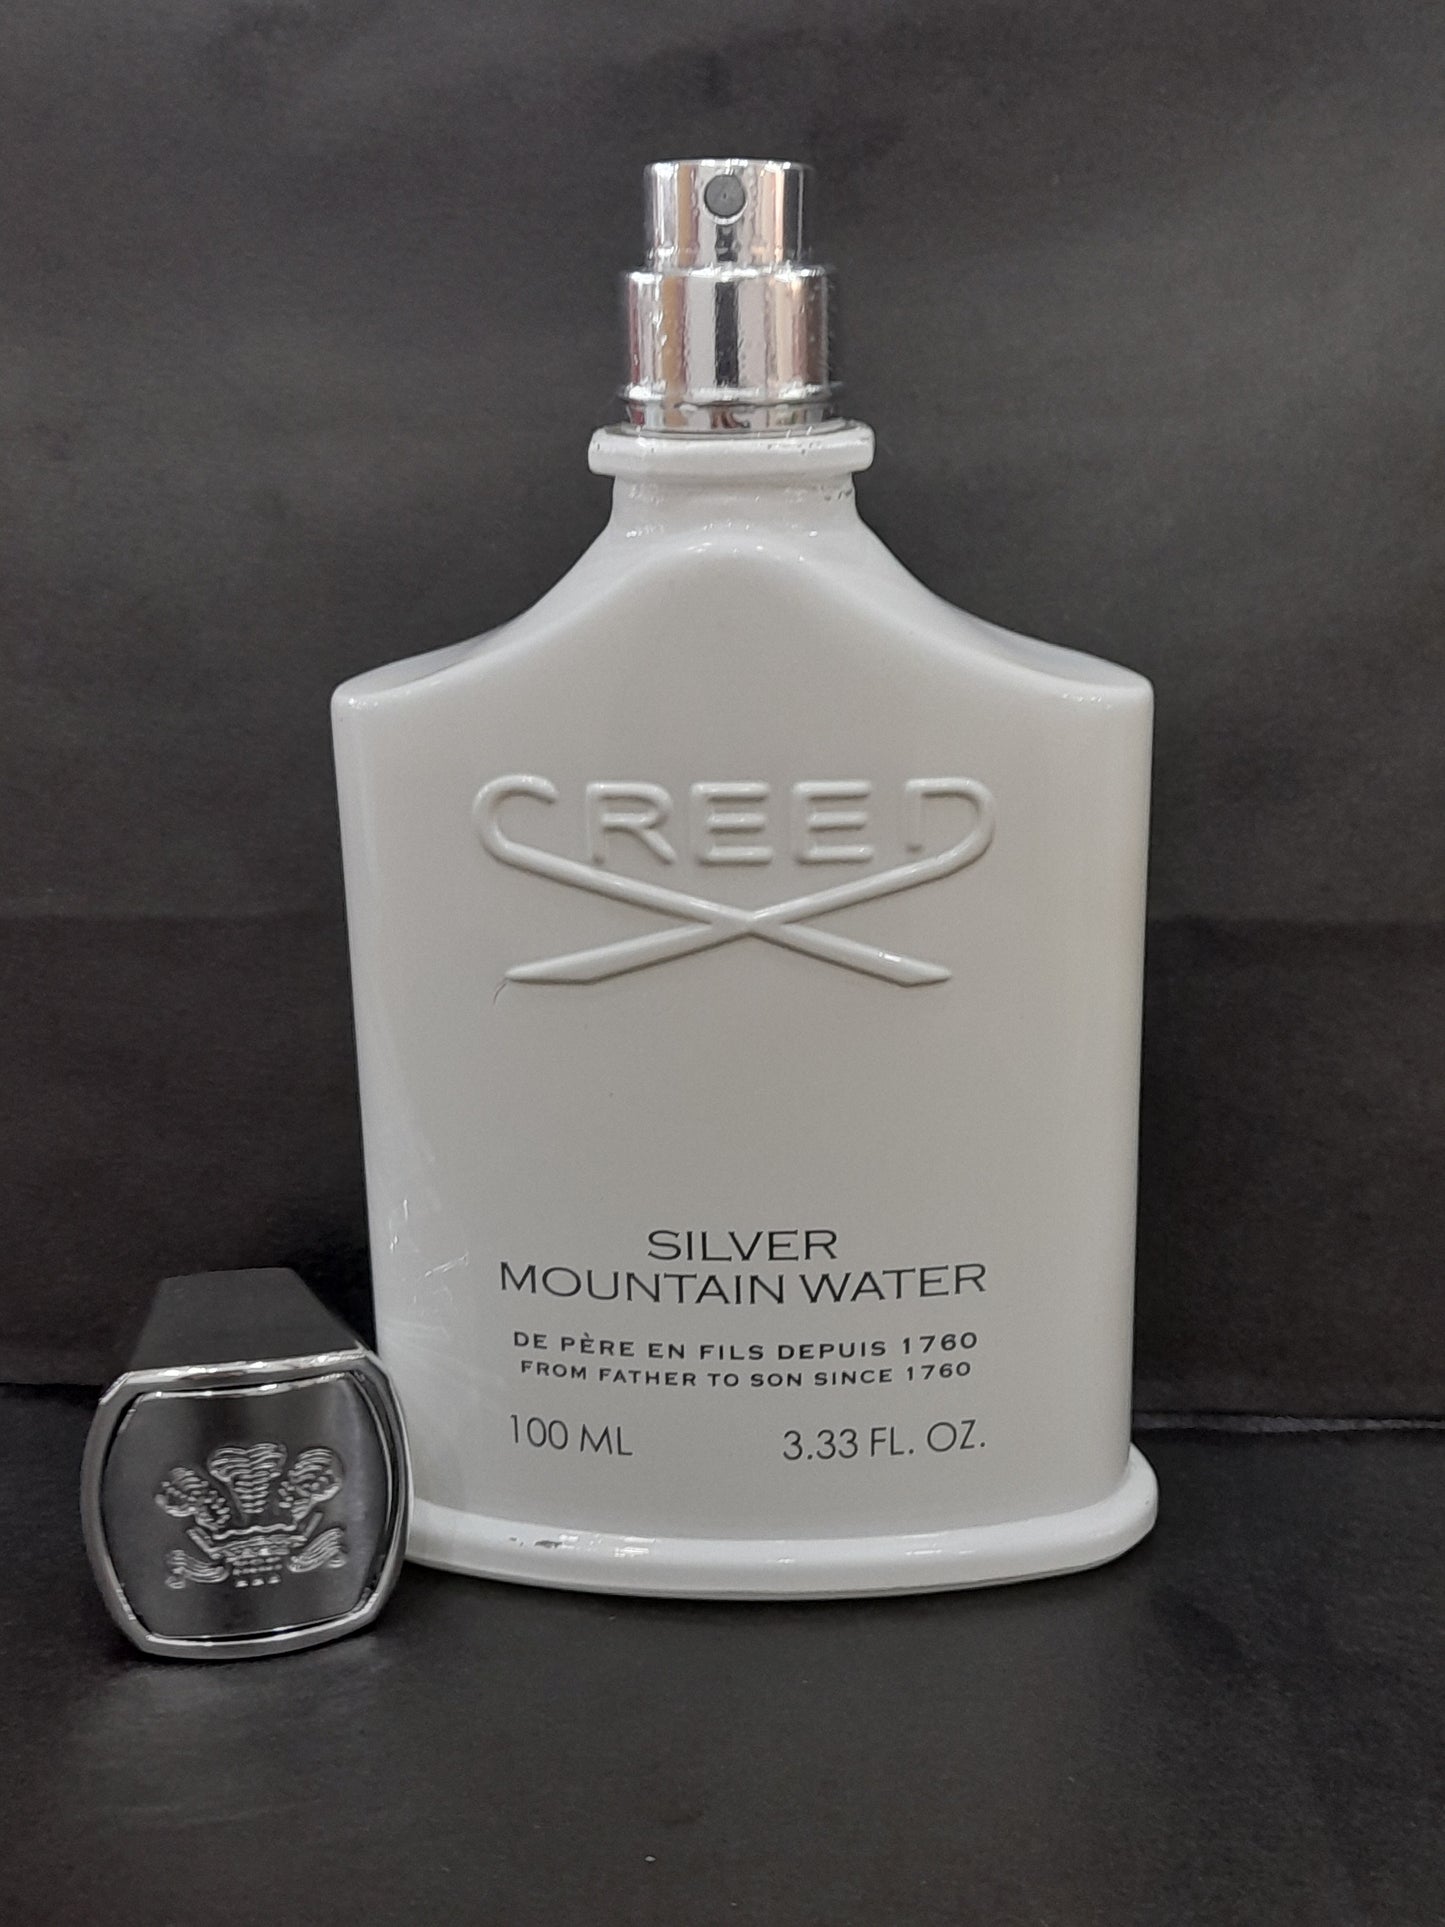 CREED
SILVER
MOUNTAIN WATER
DE PÈRE EN FILS DEPUIS 1760
FROM FATHER TO SON SINCE 1760
100 ML 3.33 FL. OZ.